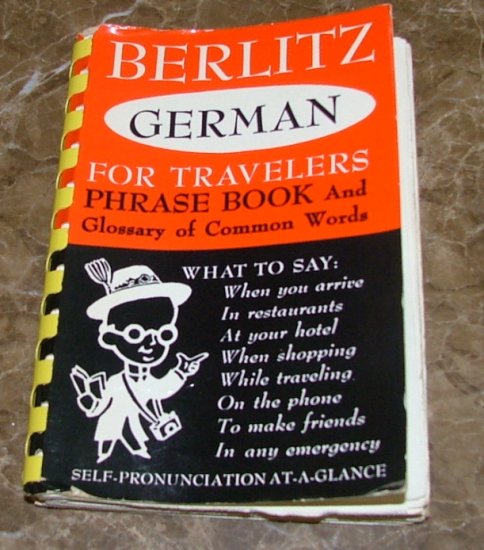 BERLITZ
GERMAN
FOR TRAVELERS
PHRASE BOOK And
Glossary of Common Words
WHAT TO SAY:
When you arrive
In restaurants
At your hotel
When shopping
While traveling
On the phone
To make friends
In any emergency
SELF-PRONUNCIATION AT-A-GLANCE